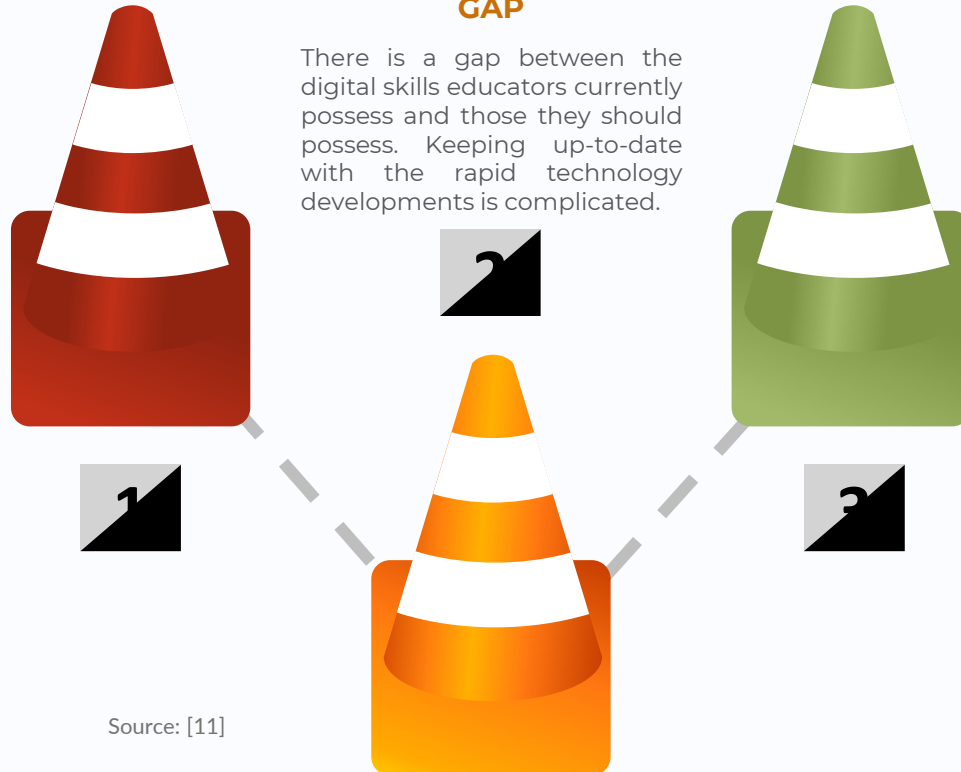 GAP
There is a gap between the
digital skills educators currently
possess and those they should
possess. Keeping up-to-date
with the rapid technology
developments is complicated.
2
1
3
Source: [11]